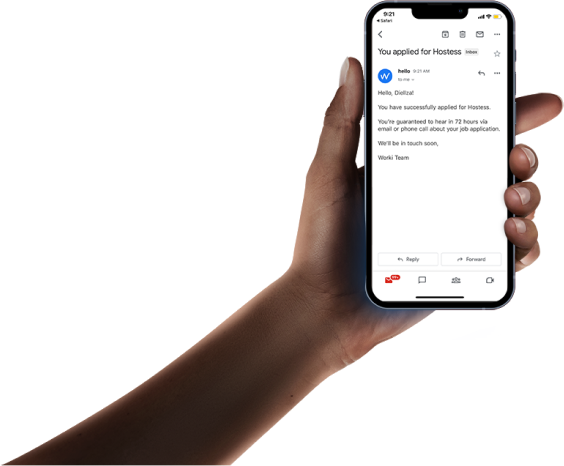 9:21
Safari
You applied for Hostess Inbox
hello 9:21 AM
to me
Hello, Diellza!
You have successfully applied for Hostess.
You're guaranteed to hear in 72 hours via
email or phone call about your job application.
We'll be in touch soon,
Worki Team
Reply Forward
99+